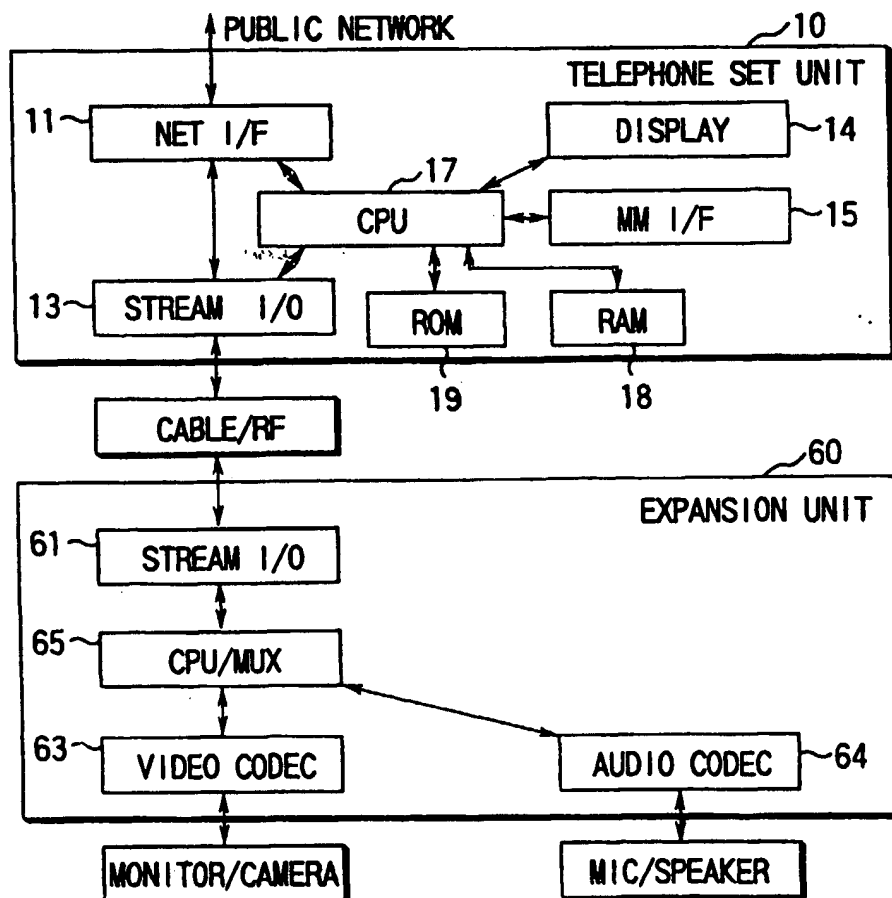 PUBLIC NETWORK
10
TELEPHONE SET UNIT
11
NET I/F
DISPLAY
14
17
CPU
MM I/F
15
13
STREAM I/O
ROM
RAM
19
18
CABLE/RF
60
EXPANSION UNIT
61
STREAM I/O
65
CPU/MUX
63
VIDEO CODEC
AUDIO CODEC
64
MONITOR/CAMERA
MIC/SPEAKER